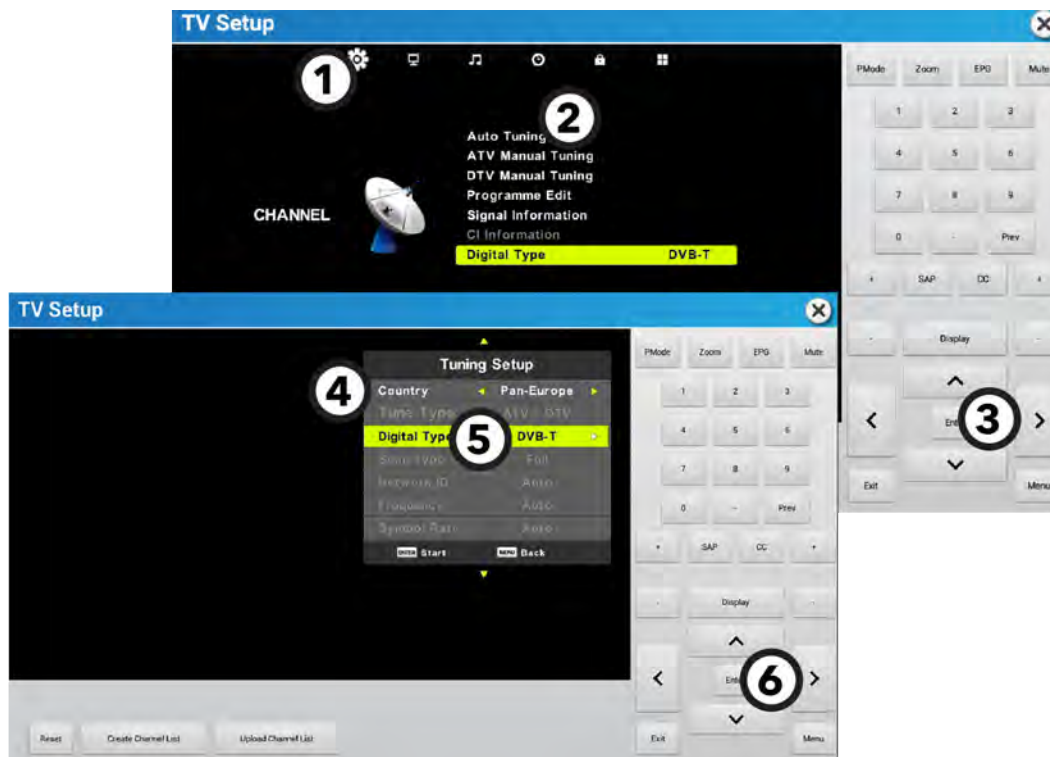 TV Setup
1
2
Auto Tuning
ATV Manual Tuning
DTV Manual Tuning
Programme Edit
Signal Information
CI Information
Digital Type DVB-T
CHANNEL
PMode Zoom EPG Mute
1 2 3
4 5 6
7 8 9
0 - Prev
+ SAP CC +
- Display -
3
Exit Menu
TV Setup
Tuning Setup
4
Country Pan-Europe
Tune Type ATV DTV
5
Digital Type DVB-T
Scan Type Full
Network ID Auto
Frequency Auto
Symbol Rate Auto
ENTER Start MENU Back
PMode Zoom EPG Mute
1 2 3
4 5 6
7 8 9
0 - Prev
+ SAP CC +
- Display -
6
Exit Menu
Reset Create Channel List Upload Channel List